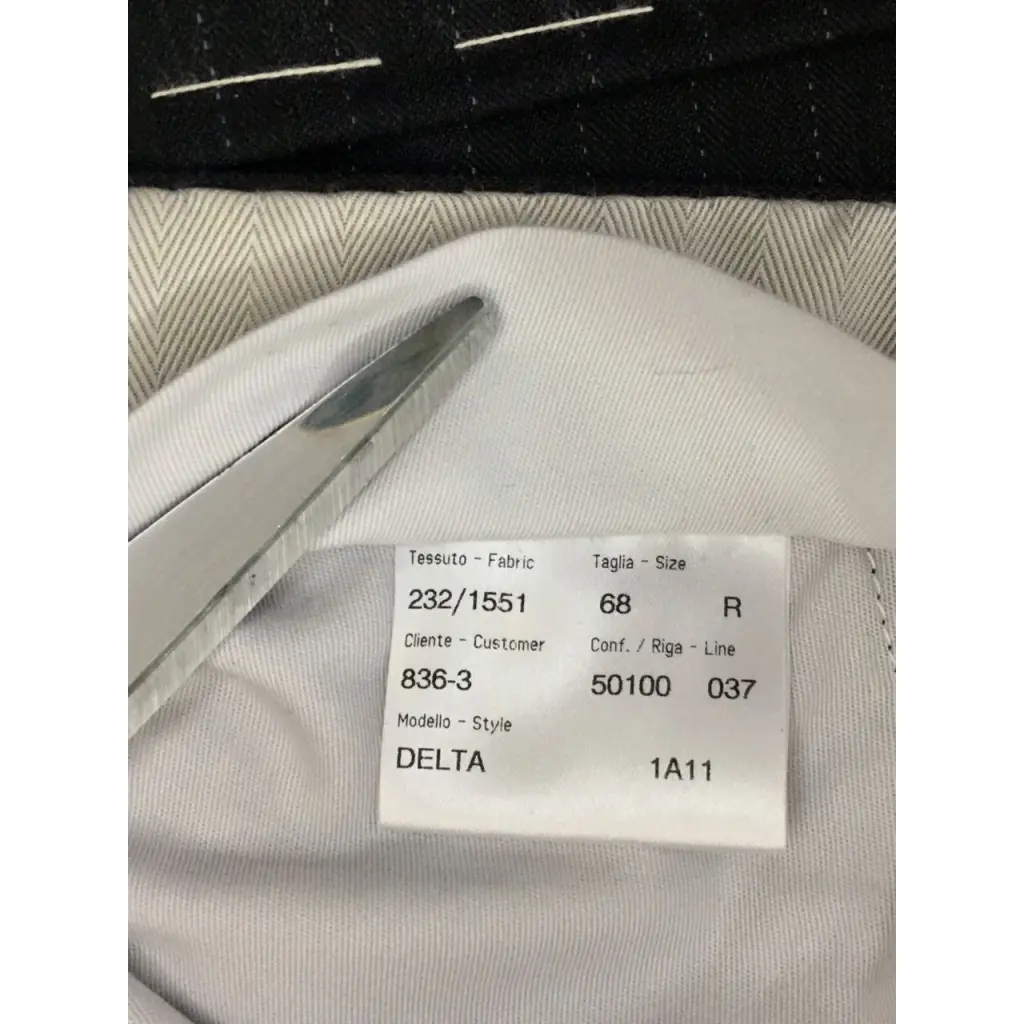 Tessuto - Fabric Taglia - Size
232/1551 68 R
Cliente - Customer Conf. / Riga - Line
836-3 50100 037
Modello - Style
DELTA 1A11